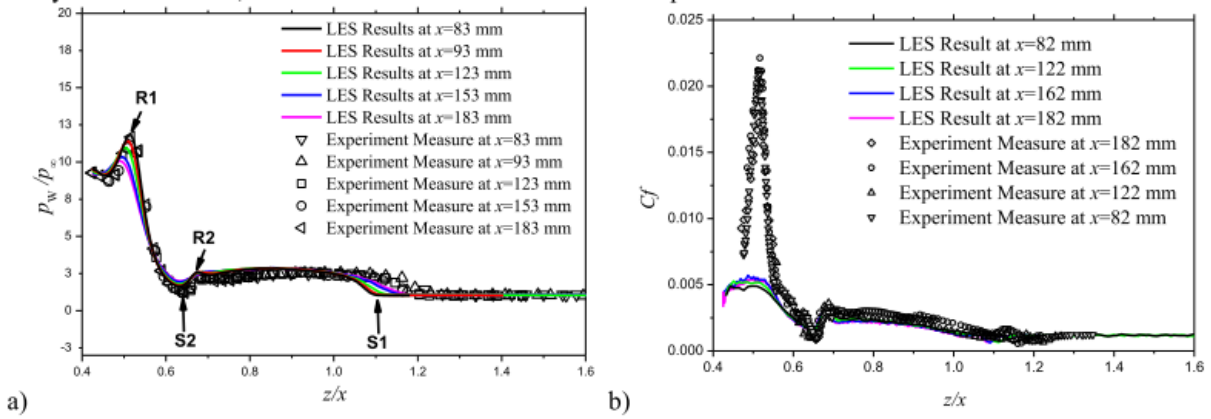 20
18
15
13
10
8
5
3
0
-3
p_w/p_∞
R1
R2
S2
S1
LES Results at x=83 mm
LES Results at x=93 mm
LES Results at x=123 mm
LES Results at x=153 mm
LES Results at x=183 mm
Experiment Measure at x=83 mm
Experiment Measure at x=93 mm
Experiment Measure at x=123 mm
Experiment Measure at x=153 mm
Experiment Measure at x=183 mm
0.4 0.6 0.8 1.0 1.2 1.4 1.6
z/x
a)
0.025
0.020
0.015
0.010
0.005
0.000
Cf
LES Result at x=82 mm
LES Result at x=122 mm
LES Result at x=162 mm
LES Result at x=182 mm
Experiment Measure at x=182 mm
Experiment Measure at x=162 mm
Experiment Measure at x=122 mm
Experiment Measure at x=82 mm
0.4 0.6 0.8 1.0 1.2 1.4 1.6
z/x
b)